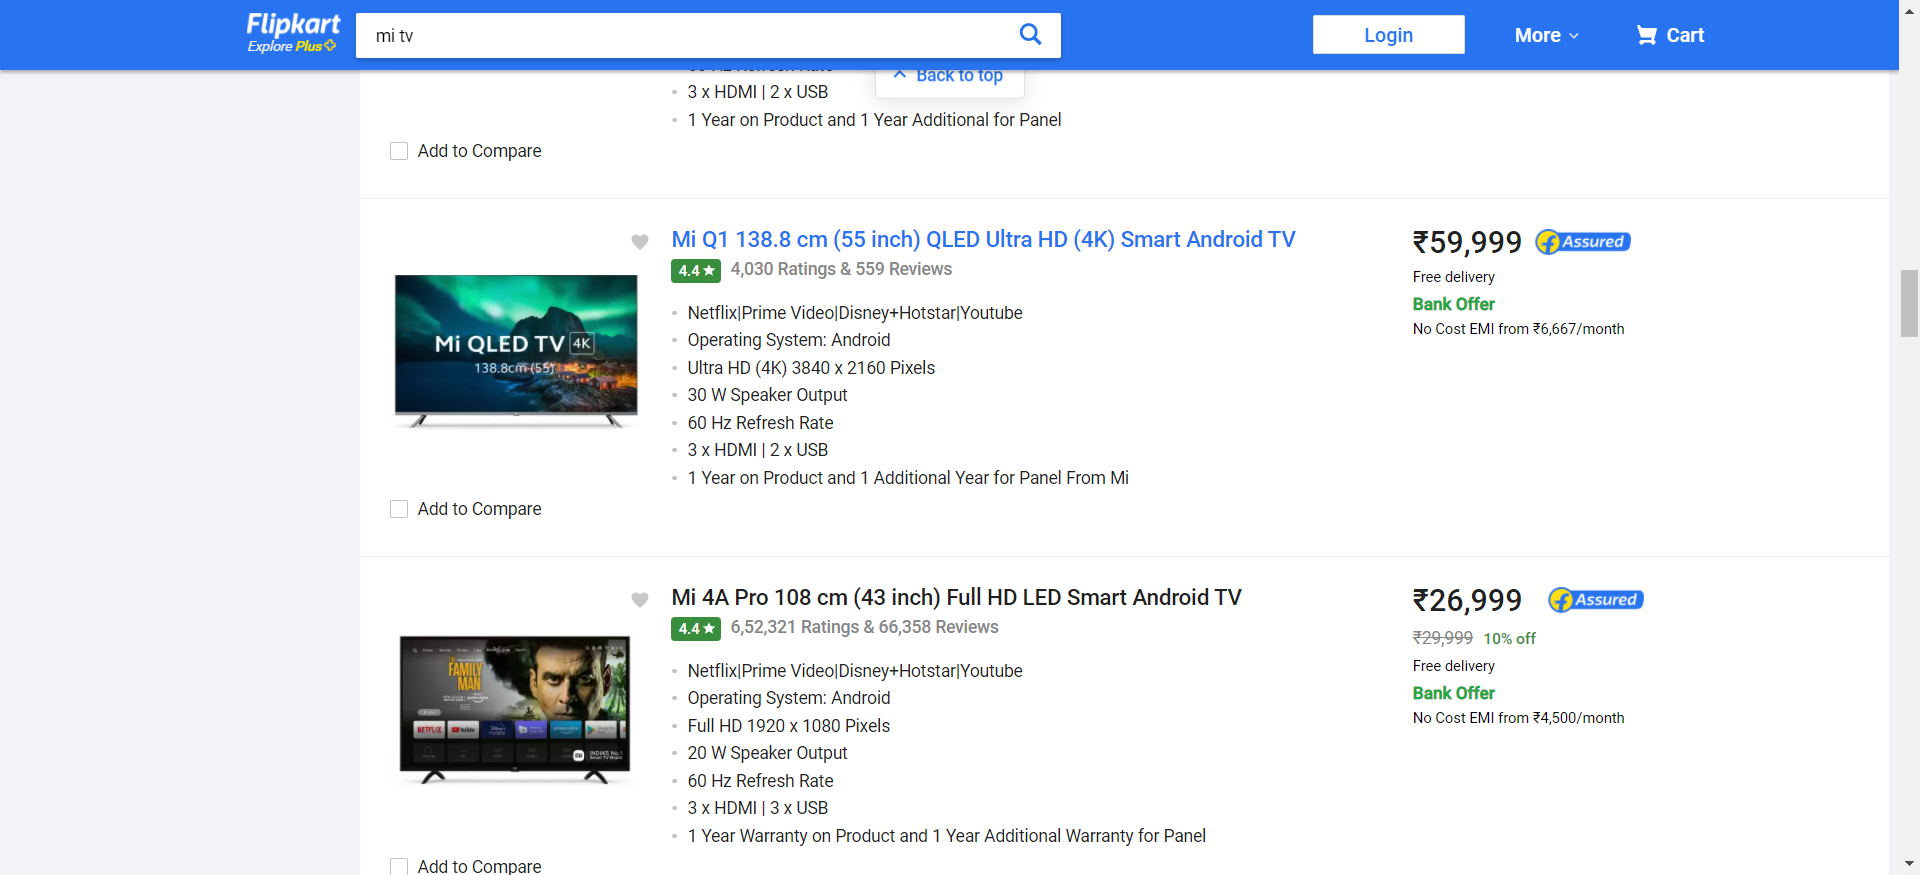 Flipkart
Explore Plus
mi tv
Login
More
Cart
Back to top
3 x HDMI | 2 x USB
1 Year on Product and 1 Year Additional for Panel
Add to Compare
Mi Q1 138.8 cm (55 inch) QLED Ultra HD (4K) Smart Android TV
4.4★ 4,030 Ratings & 559 Reviews
Netflix|Prime Video|Disney+Hotstar|Youtube
Operating System: Android
Ultra HD (4K) 3840 x 2160 Pixels
30 W Speaker Output
60 Hz Refresh Rate
3 x HDMI | 2 x USB
1 Year on Product and 1 Additional Year for Panel From Mi
₹59,999 Assured
Free delivery
Bank Offer
No Cost EMI from ₹6,667/month
Mi QLED TV 4K
138.8cm (55)
Add to Compare
Mi 4A Pro 108 cm (43 inch) Full HD LED Smart Android TV
4.4★ 6,52,321 Ratings & 66,358 Reviews
Netflix|Prime Video|Disney+Hotstar|Youtube
Operating System: Android
Full HD 1920 x 1080 Pixels
20 W Speaker Output
60 Hz Refresh Rate
3 x HDMI | 3 x USB
1 Year Warranty on Product and 1 Year Additional Warranty for Panel
₹26,999 Assured
₹29,999 10% off
Free delivery
Bank Offer
No Cost EMI from ₹4,500/month
THE
FAMILY
MAN
NETFLIX
YouTube
INDIA'S No.1
Smart TV Brand
Add to Compare